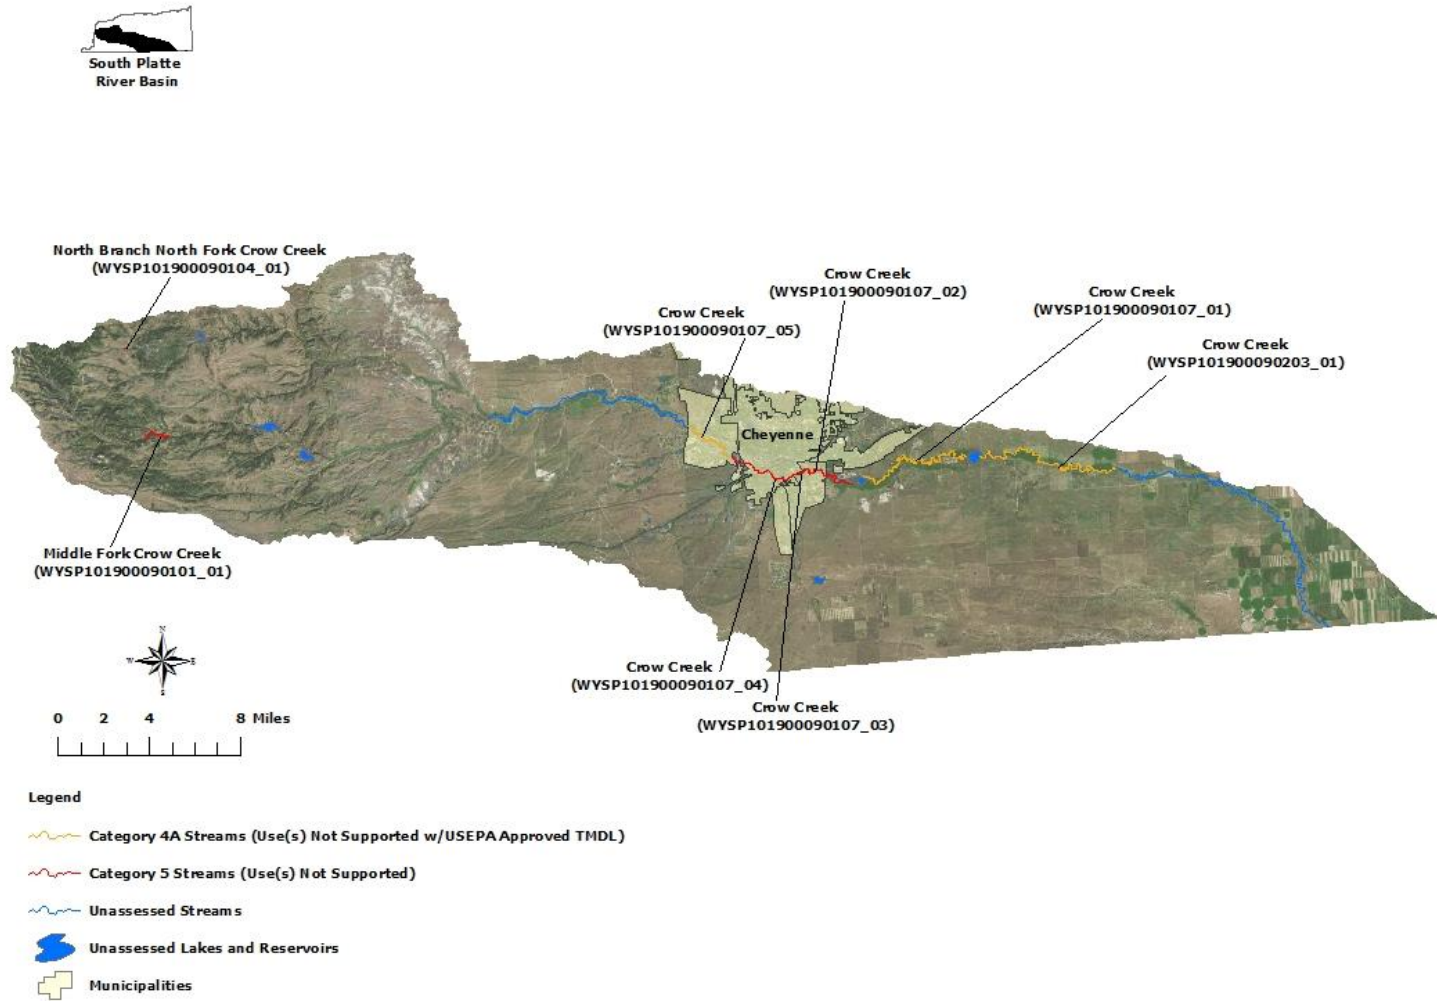 South Platte
River Basin
North Branch North Fork Crow Creek
(WYSP101900090104_01)
Crow Creek
(WYSP101900090107_02)
Crow Creek
(WYSP101900090107_01)
Crow Creek
(WYSP101900090107_05)
Crow Creek
(WYSP101900090203_01)
Cheyenne
Middle Fork Crow Creek
(WYSP101900090101_01)
N
W E
S
Crow Creek
(WYSP101900090107_04)
Crow Creek
(WYSP101900090107_03)
0 2 4 8 Miles
Legend
Category 4A Streams (Use(s) Not Supported w/USEPA Approved TMDL)
Category 5 Streams (Use(s) Not Supported)
Unassessed Streams
Unassessed Lakes and Reservoirs
Municipalities